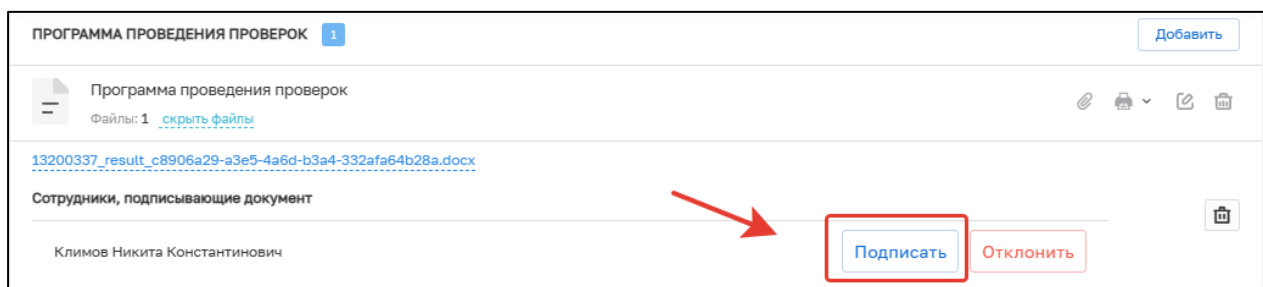 ПРОГРАММА ПРОВЕДЕНИЯ ПРОВЕРОК 1 Добавить
Программа проведения проверок
Файлы: 1 скрыть файлы
13200337_result_c8906a29-a3e5-4a6d-b3a4-332afa64b28a.docx
Сотрудники, подписывающие документ
Климов Никита Константинович Подписать Отклонить